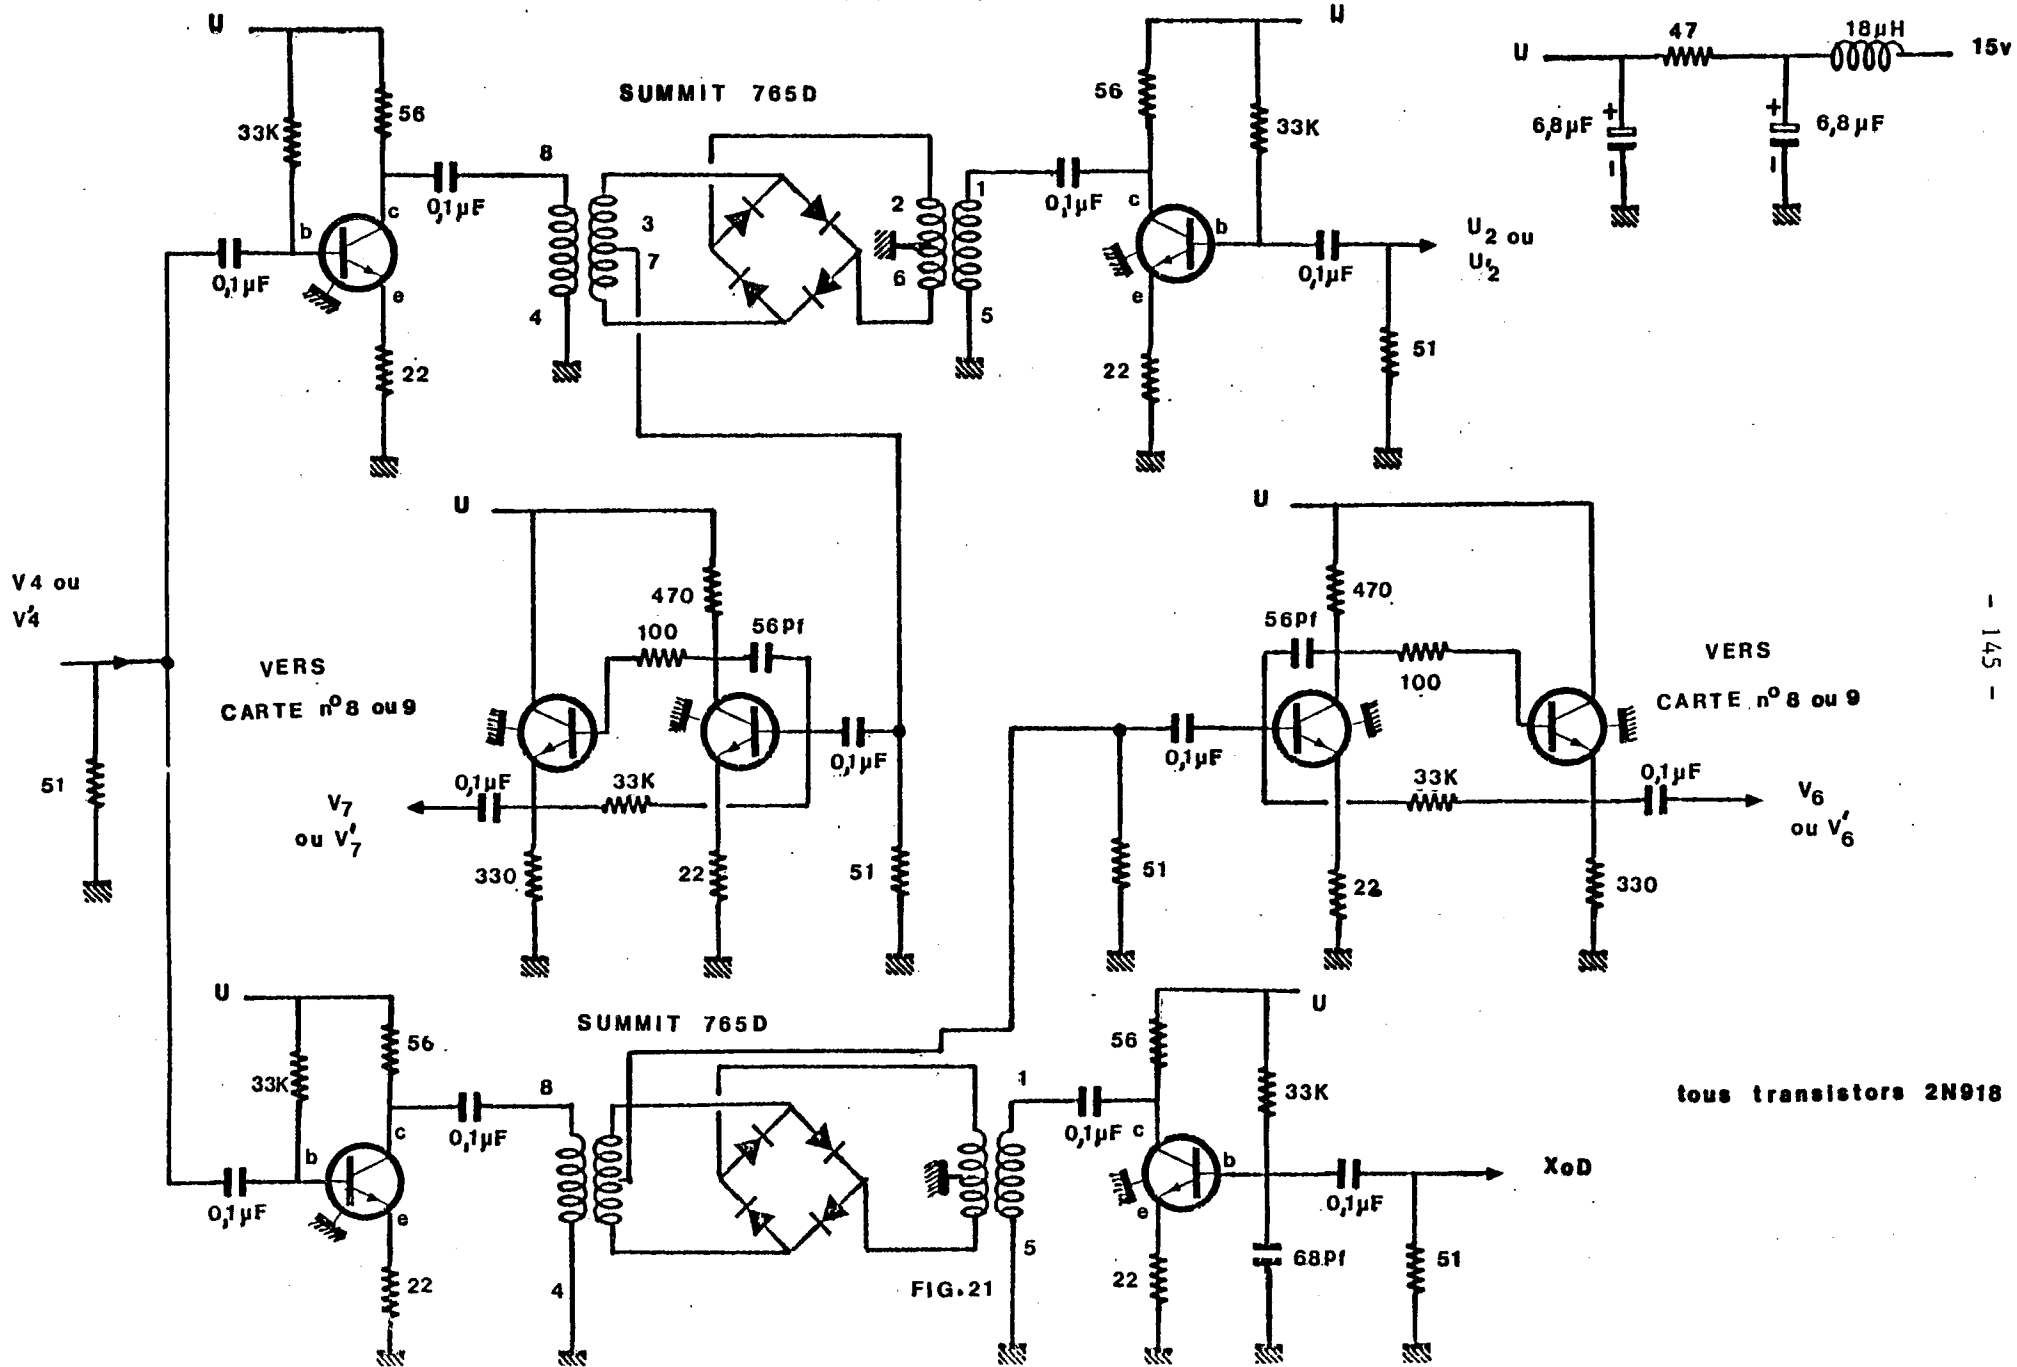 U
U
U
47
18µH
15v
SUMMIT 765D
56
33K
8
0,1µF
b
c
e
0,1µF
4
22
3
7
2
6
1
5
56
33K
0,1µF
c
b
e
0,1µF
22
51
U2 ou
U'2
6,8µF
+
-
+
-
6,8µF
U
U
V4 ou
V'4
51
VERS
CARTE nº8 ou9
470
100
56pf
0,1µF
33K
0,1µF
V7
ou V'7
330
22
51
470
56pf
100
0,1µF
33K
0,1µF
VERS
CARTE nº8 ou 9
V6
ou V'6
51
22
330
- 145 -
U
SUMMIT 765D
U
56
33K
8
0,1µF
b
c
e
0,1µF
4
22
1
5
56
33K
0,1µF
c
b
e
0,1µF
22
68pf
51
XoD
tous transistors 2N918
FIG.21